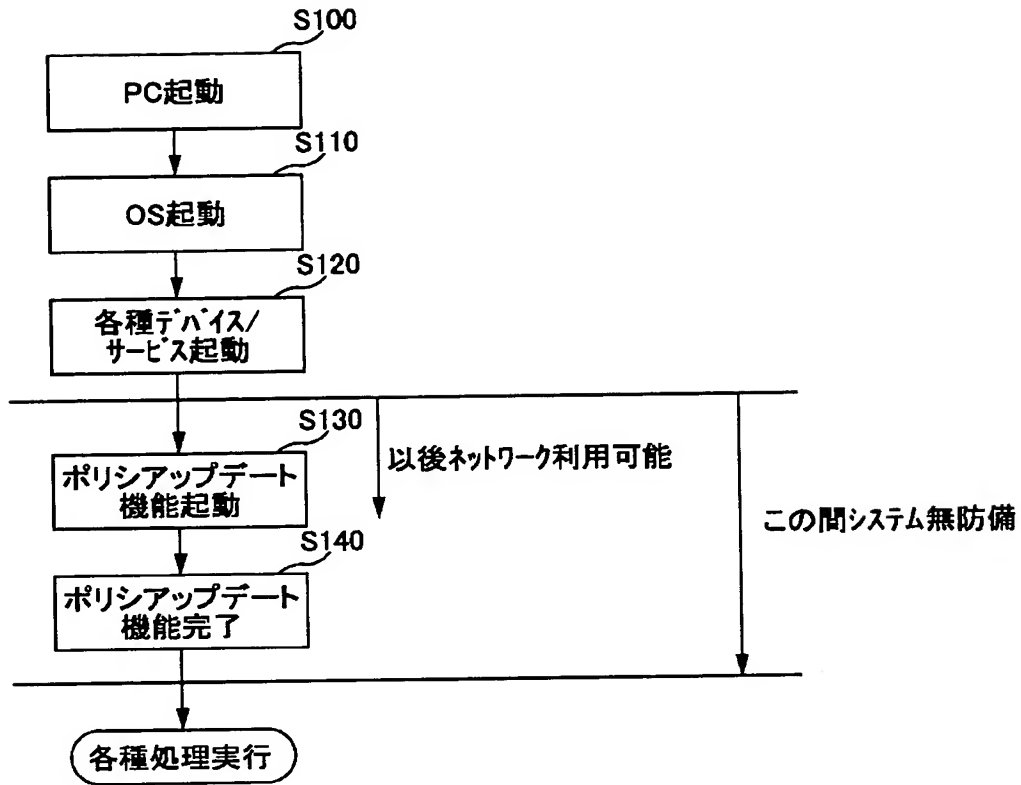 S100
PC起動
S110
OS起動
S120
各種デバイス/
サービス起動
S130
以後ネットワーク利用可能
ポリシアップデート
機能起動
この間システム無防備
S140
ポリシアップデート
機能完了
各種処理実行